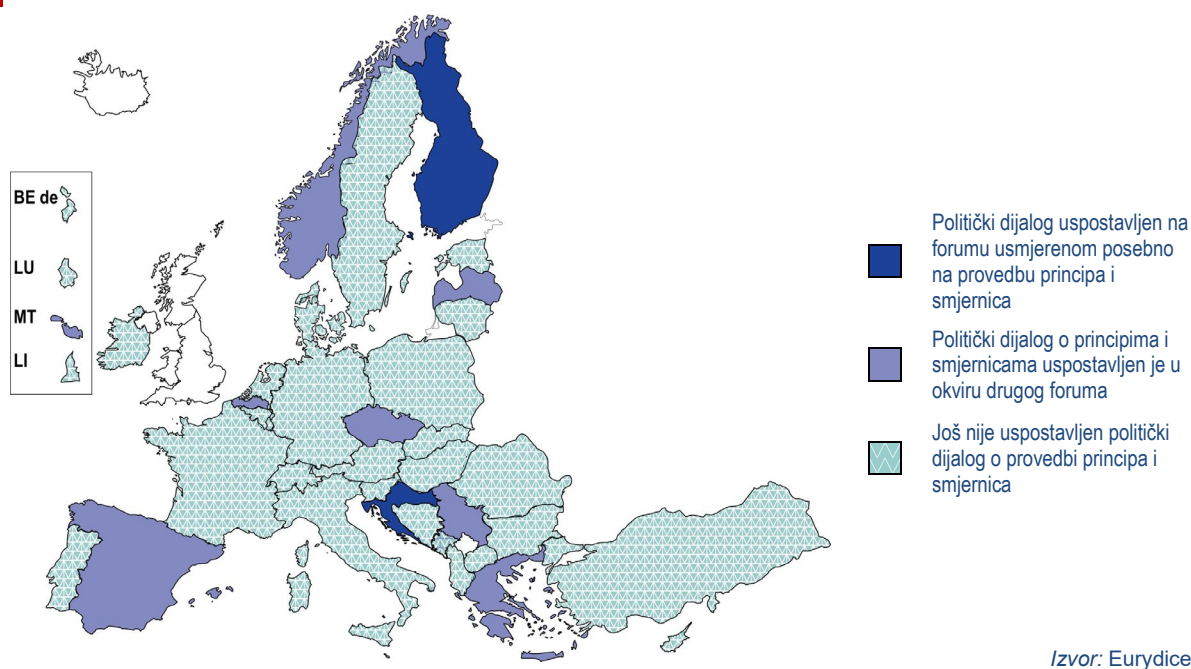 BE de
LU
MT
LI
Politički dijalog uspostavljen na
forumu usmjerenom posebno
na provedbu principa i
smjernica
Politički dijalog o principima i
smjernicama uspostavljen je u
okviru drugog foruma
Još nije uspostavljen politički
dijalog o provedbi principa i
smjernica
Izvor: Eurydice